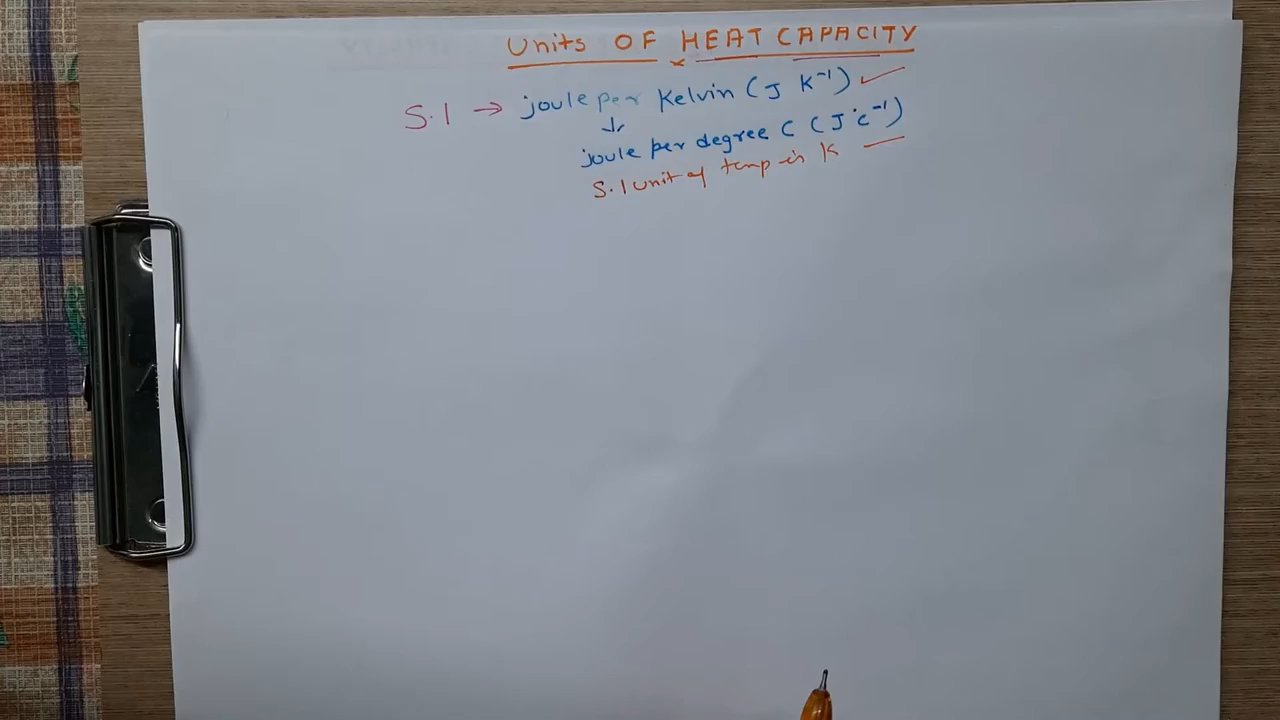 Units OF HEAT CAPACITY
S.I → joule per Kelvin (J K⁻¹) ✓
↓
joule per degree C (J °c⁻¹)
S.I unit of temp is K